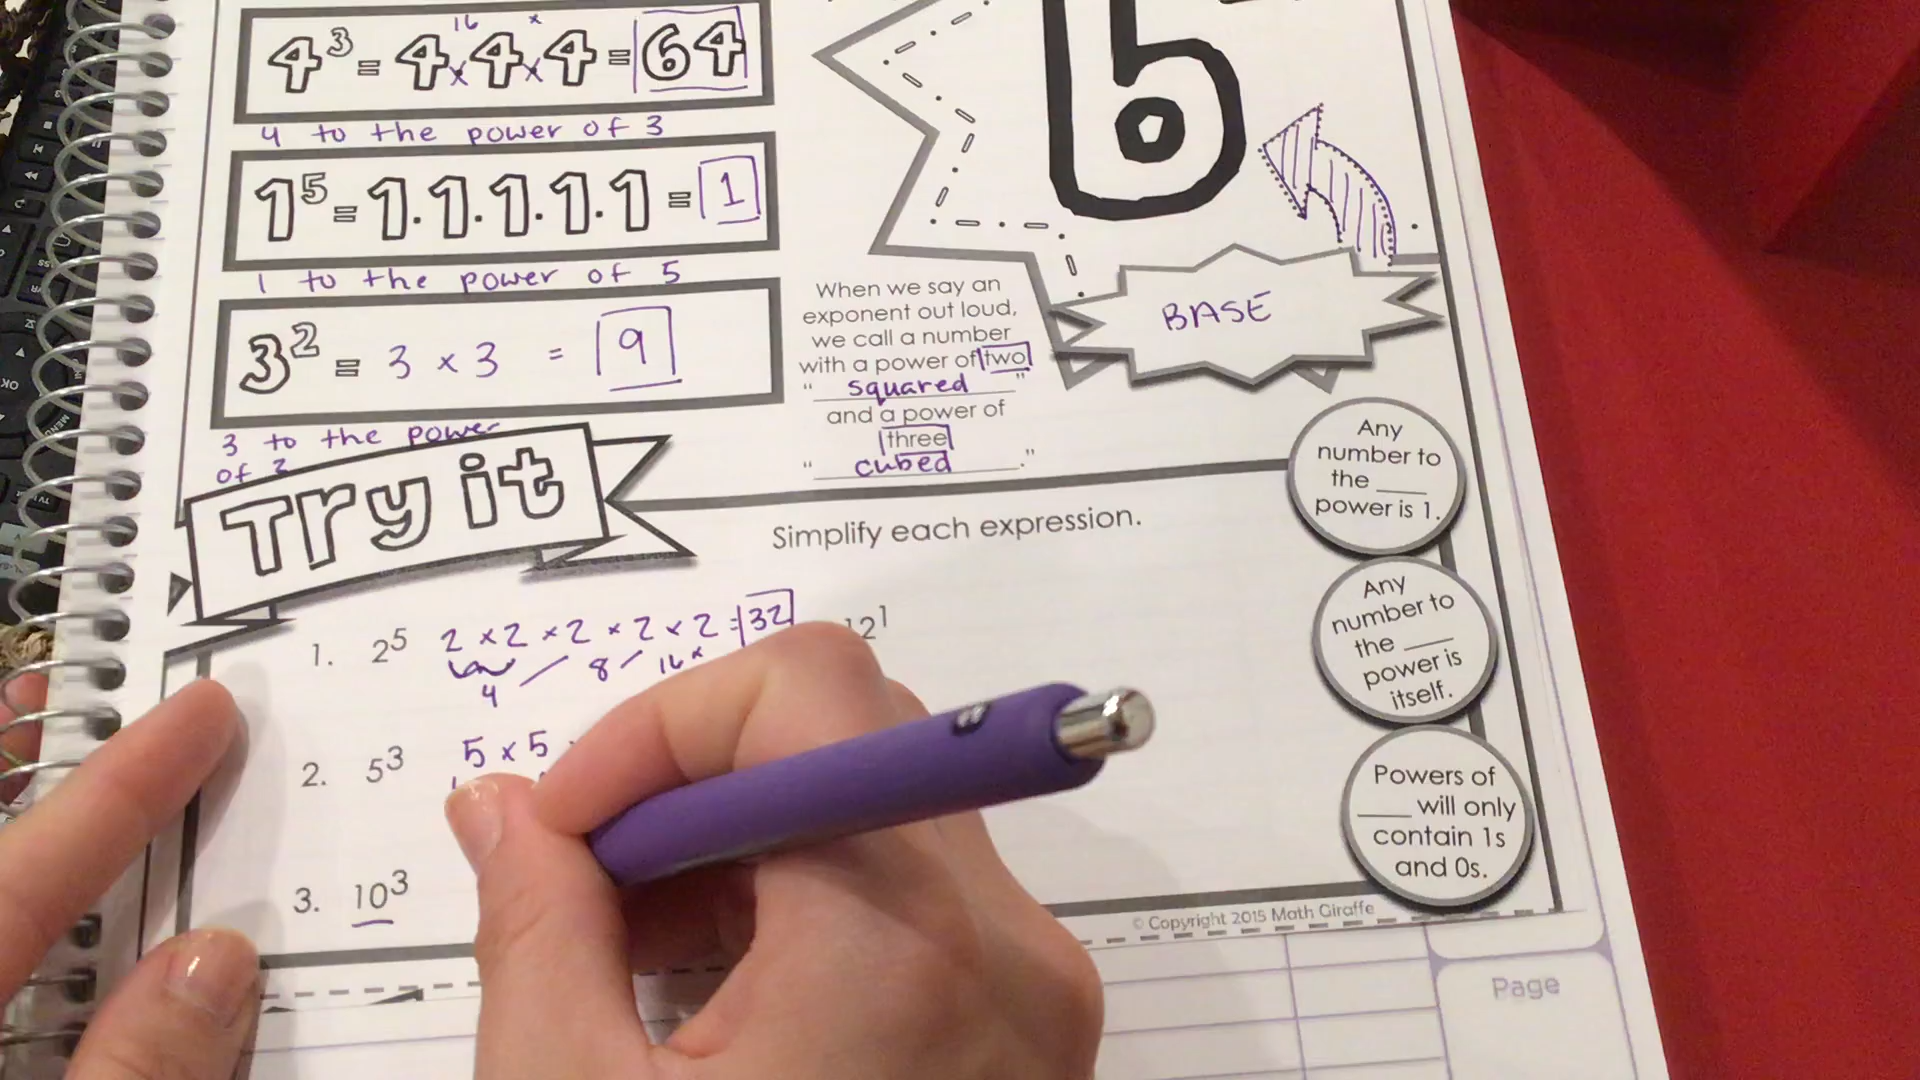 16 ×
4³ = 4 × 4 × 4 = 64
4 to the power of 3
1⁵ = 1·1·1·1·1 = 1
1 to the power of 5
3² = 3 × 3 = 9
3 to the power
of 2
b
BASE
When we say an
exponent out loud,
we call a number
with a power of two
"squared"
and a power of
three
"cubed."
Try it
Simplify each expression.
1. 2⁵ 2 × 2 × 2 × 2 × 2 = 32
4 8 16 ×
2. 5³ 5 × 5
3. 10³
12¹
Any
number to
the ____
power is 1.
Any
number to
the ____
power is
itself.
Powers of
____ will only
contain 1s
and 0s.
© Copyright 2015 Math Giraffe
Page